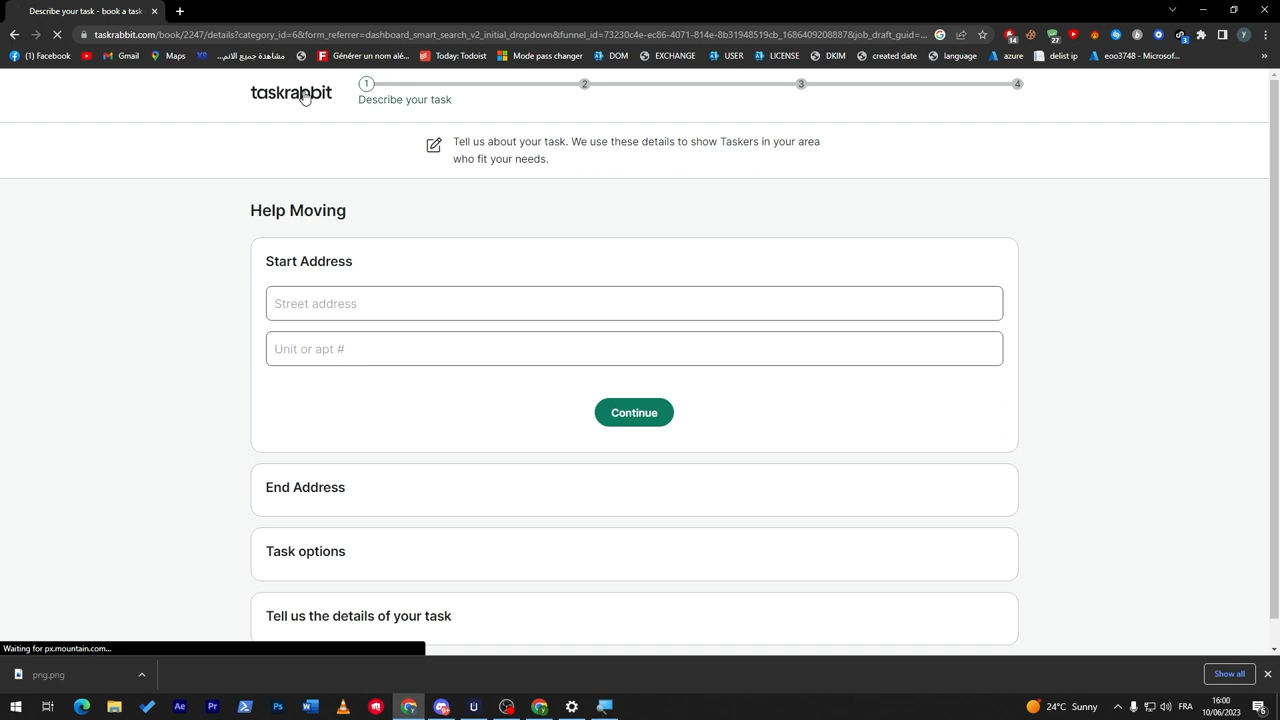 Describe your task - book a task
taskrabbit.com/book/2247/details?category_id=6&form_referrer=dashboard_smart_search_v2_initial_dropdown&funnel_id=73230c4e-ec86-4071-814e-8b31948519cb_1686409208887&job_draft_guid=...
(1) Facebook
Gmail
Maps
مشاهدة جميع الانم...
Générer un nom alé...
Today: Todoist
Mode pass changer
DOM
EXCHANGE
USER
LICENSE
DKIM
created date
language
azure
delist ip
eoo3748 - Microsof...
taskrabbit
1
2
3
4
Describe your task
Tell us about your task. We use these details to show Taskers in your area
who fit your needs.
Help Moving
Start Address
Street address
Unit or apt #
Continue
End Address
Task options
Tell us the details of your task
Waiting for px.mountain.com...
png.png
Show all
24°C Sunny
FRA
16:00
10/06/2023